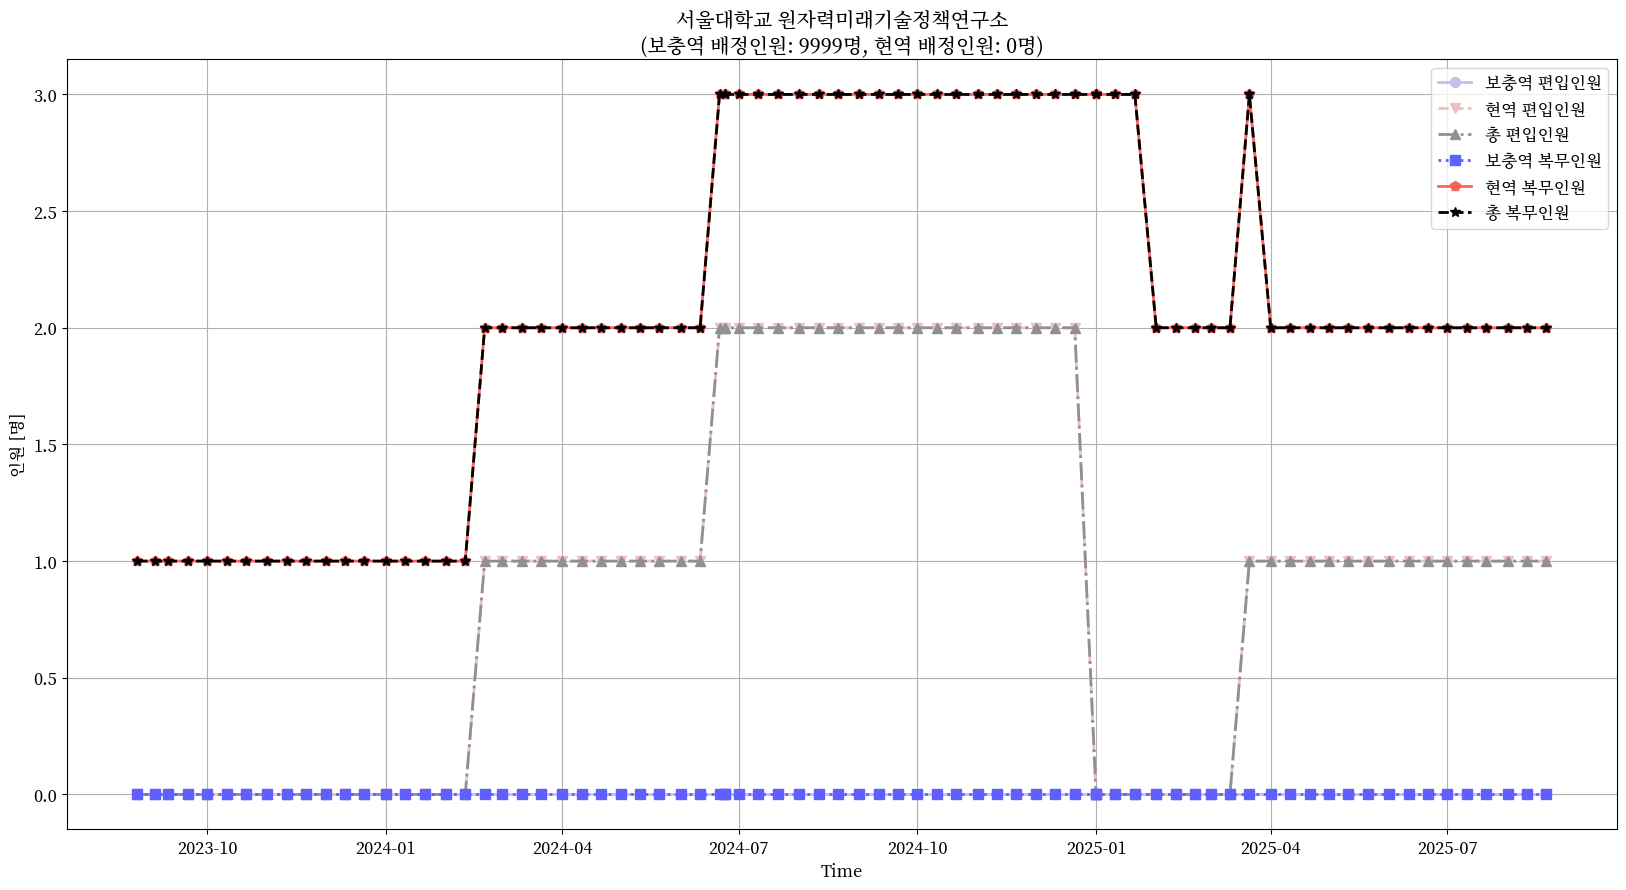 서울대학교 원자력미래기술정책연구소
(보충역 배정인원: 9999명, 현역 배정인원: 0명)
보충역 편입인원
현역 편입인원
총 편입인원
보충역 복무인원
현역 복무인원
총 복무인원
인원 [명]
3.0
2.5
2.0
1.5
1.0
0.5
0.0
2023-10
2024-01
2024-04
2024-07
2024-10
2025-01
2025-04
2025-07
Time